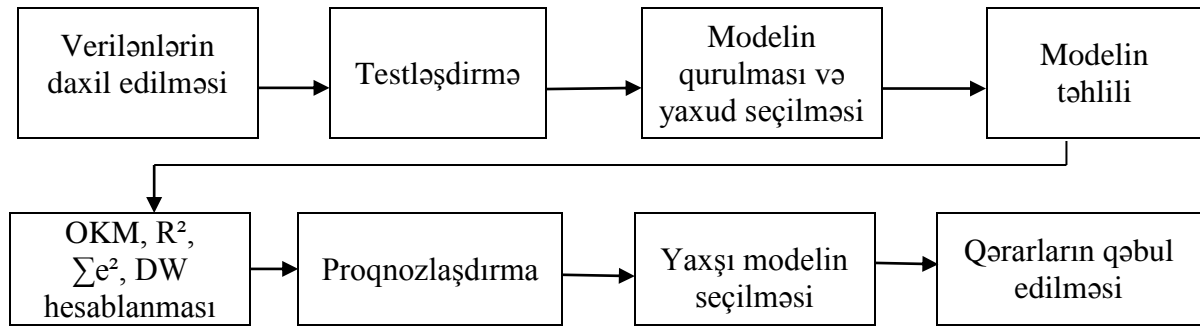 Verilənlərin
daxil edilməsi
Testləşdirmə
Modelin
qurulması və
yaxud seçilməsi
Modelin
təhlili
OKM, R²,
∑e², DW
hesablanması
Proqnozlaşdırma
Yaxşı modelin
seçilməsi
Qərarların qəbul
edilməsi